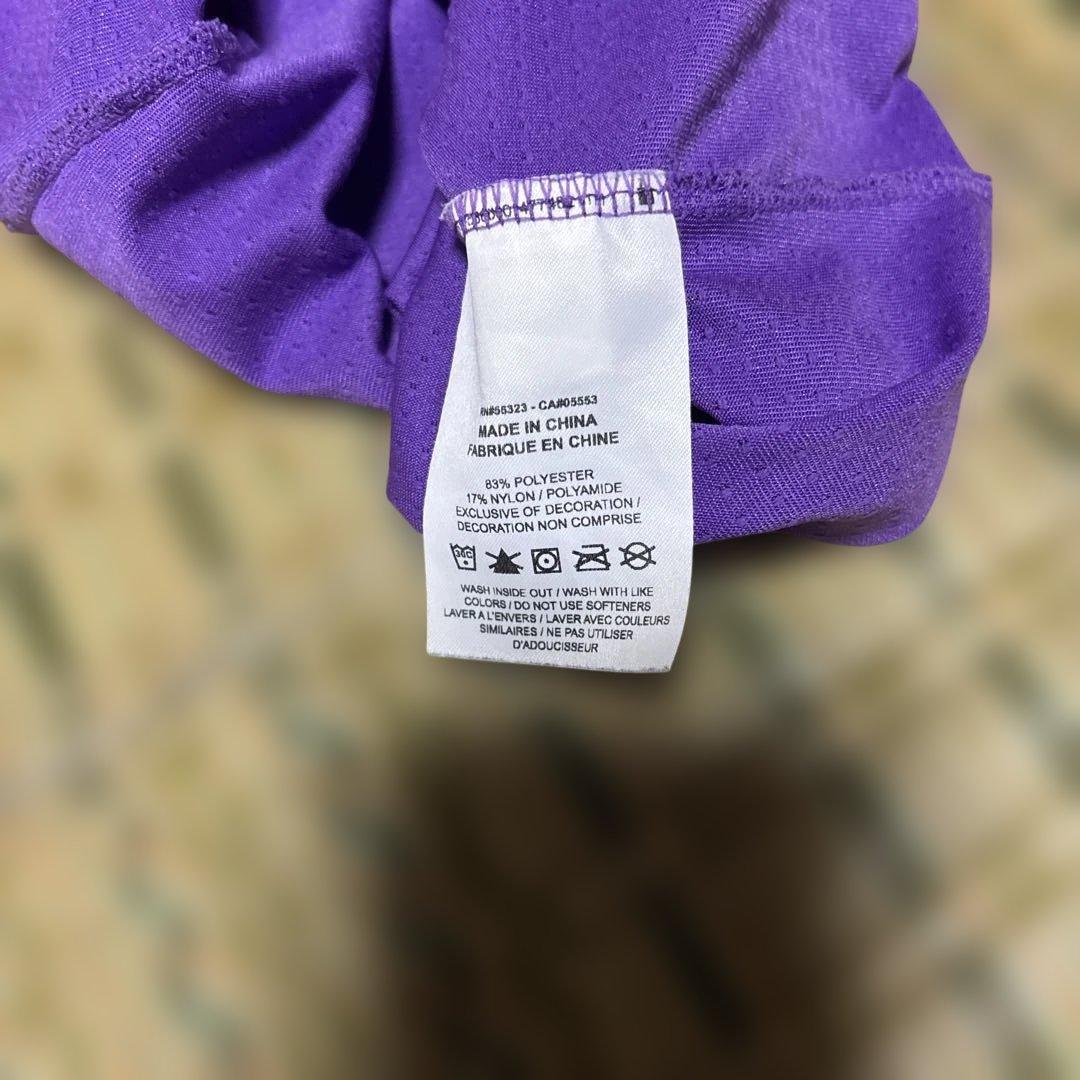 RN#56323 - CA#05553
MADE IN CHINA
FABRIQUE EN CHINE
83% POLYESTER
17% NYLON / POLYAMIDE
EXCLUSIVE OF DECORATION /
DECORATION NON COMPRISE
30C
WASH INSIDE OUT / WASH WITH LIKE
COLORS / DO NOT USE SOFTENERS
LAVER A L'ENVERS / LAVER AVEC COULEURS
SIMILAIRES / NE PAS UTILISER
D'ADOUCISSEUR